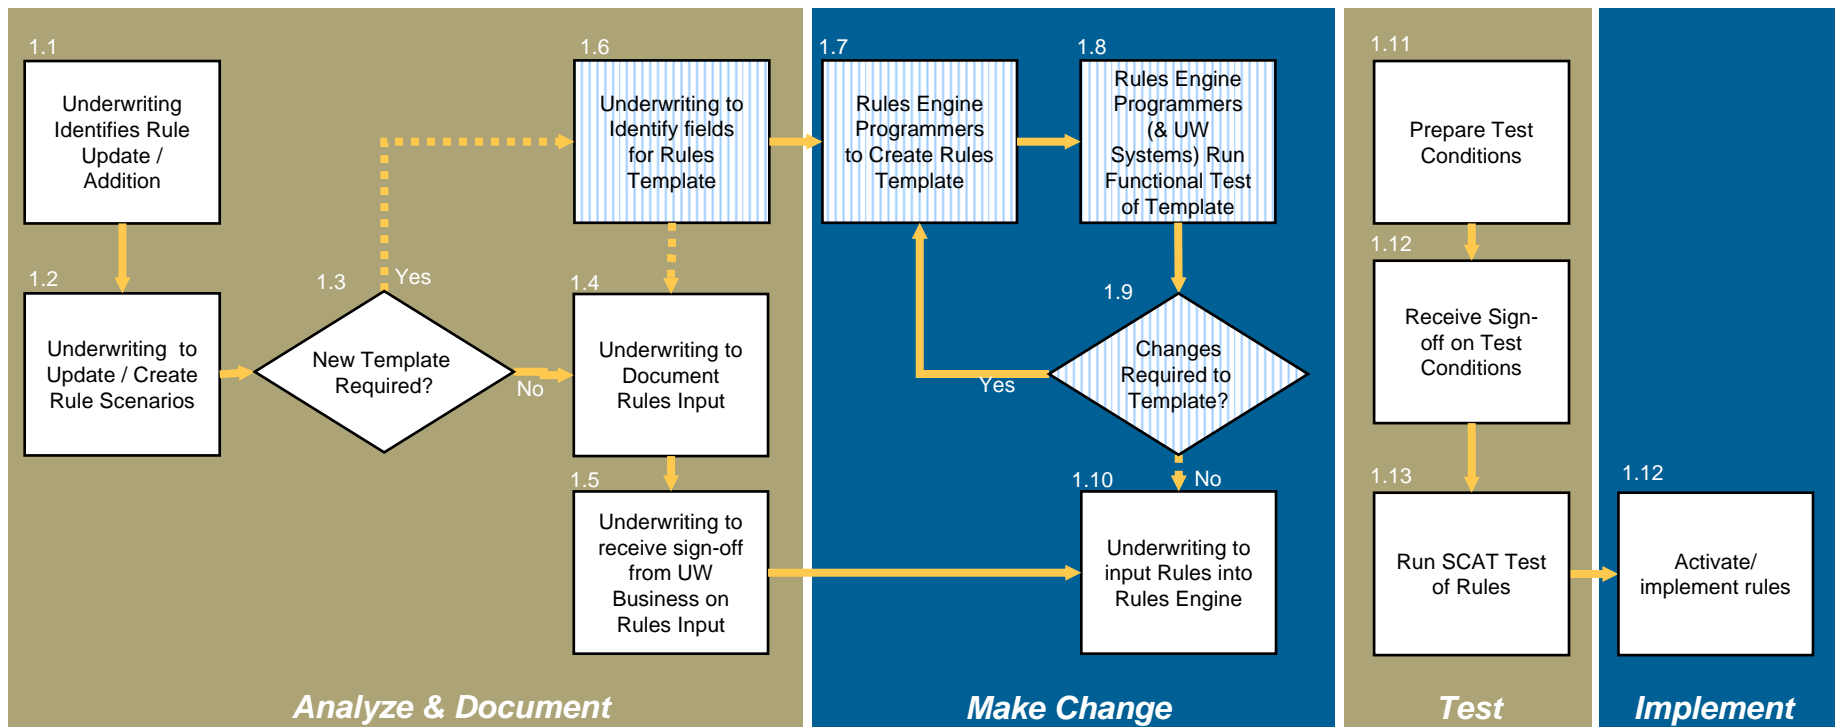 1.1
Underwriting
Identifies Rule
Update /
Addition
1.2
Underwriting to
Update / Create
Rule Scenarios
1.3
New Template
Required?
Yes
No
1.6
Underwriting to
Identify fields
for Rules
Template
1.4
Underwriting to
Document
Rules Input
1.5
Underwriting to
receive sign-off
from UW
Business on
Rules Input
Analyze & Document
1.7
Rules Engine
Programmers
to Create Rules
Template
1.8
Rules Engine
Programmers
(& UW
Systems) Run
Functional Test
of Template
1.9
Changes
Required to
Template?
Yes
No
1.10
Underwriting to
input Rules into
Rules Engine
Make Change
1.11
Prepare Test
Conditions
1.12
Receive Sign-
off on Test
Conditions
1.13
Run SCAT Test
of Rules
Test
1.12
Activate/
implement rules
Implement